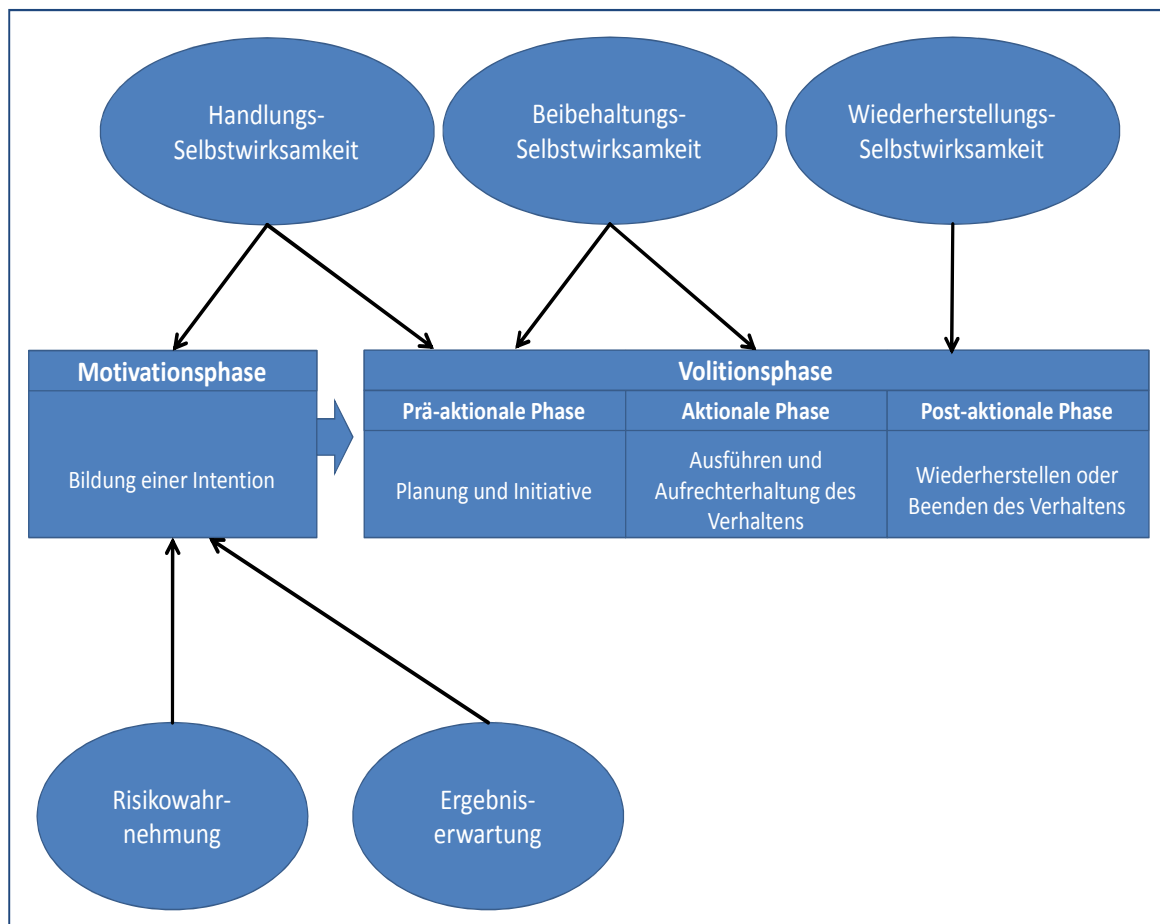 Handlungs-
Selbstwirksamkeit
Beibehaltungs-
Selbstwirksamkeit
Wiederherstellungs-
Selbstwirksamkeit
Motivationsphase
Bildung einer Intention
Volitionsphase
Prä-aktionale Phase
Aktionale Phase
Post-aktionale Phase
Planung und Initiative
Ausführen und
Aufrechterhaltung des
Verhaltens
Wiederherstellen oder
Beenden des Verhaltens
Risikowahr-
nehmung
Ergebnis-
erwartung